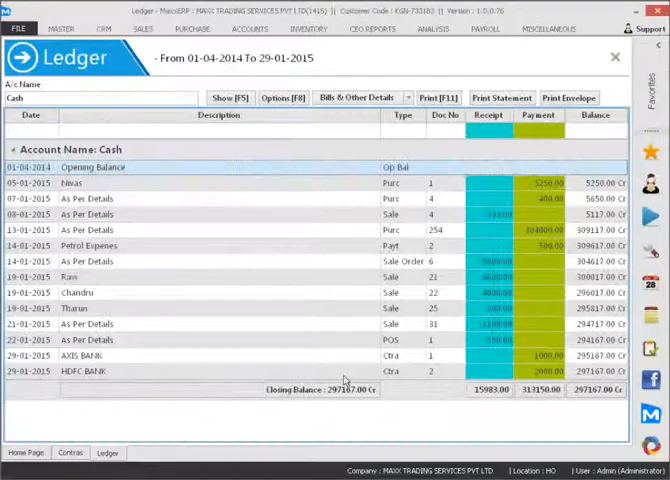 Ledger - MaxxERP : MAXX TRADING SERVICES PVT LTD(1415) || Customer Code : KGN-733183 || Version : 1.0.0.76
FILE MASTER CRM SALES PURCHASE ACCOUNTS INVENTORY CEO REPORTS ANALYSIS PAYROLL MISCELLANEOUS Support
Ledger - From 01-04-2014 To 29-01-2015
A/c Name
Cash Show [F5] Options [F8] Bills & Other Details Print [F11] Print Statement Print Envelope
Favorites
Date Description Type Doc No Receipt Payment Balance
Account Name: Cash
01-04-2014 Opening Balance Op Bal
05-01-2015 Nivas Purc 1 5250.00 5250.00 Cr
07-01-2015 As Per Details Purc 4 400.00 5650.00 Cr
08-01-2015 As Per Details Sale 4 533.00 5117.00 Cr
13-01-2015 As Per Details Purc 254 304000.00 309117.00 Cr
14-01-2015 Petrol Expenes Payt 2 500.00 309617.00 Cr
14-01-2015 As Per Details Sale Order 6 5000.00 304617.00 Cr
19-01-2015 Ravi Sale 21 4600.00 300017.00 Cr
19-01-2015 Chandru Sale 22 4000.00 296017.00 Cr
19-01-2015 Tharun Sale 25 200.00 295817.00 Cr
21-01-2015 As Per Details Sale 31 1100.00 294717.00 Cr
22-01-2015 As Per Details POS 1 550.00 294167.00 Cr
29-01-2015 AXIS BANK Ctra 1 1000.00 295167.00 Cr
29-01-2015 HDFC BANK Ctra 2 2000.00 297167.00 Cr
Closing Balance : 297167.00 Cr 15983.00 313150.00 297167.00 Cr
28
Home Page Contras Ledger
Company : MAXX TRADING SERVICES PVT LTD Location : HO User : Admin (Administrator)